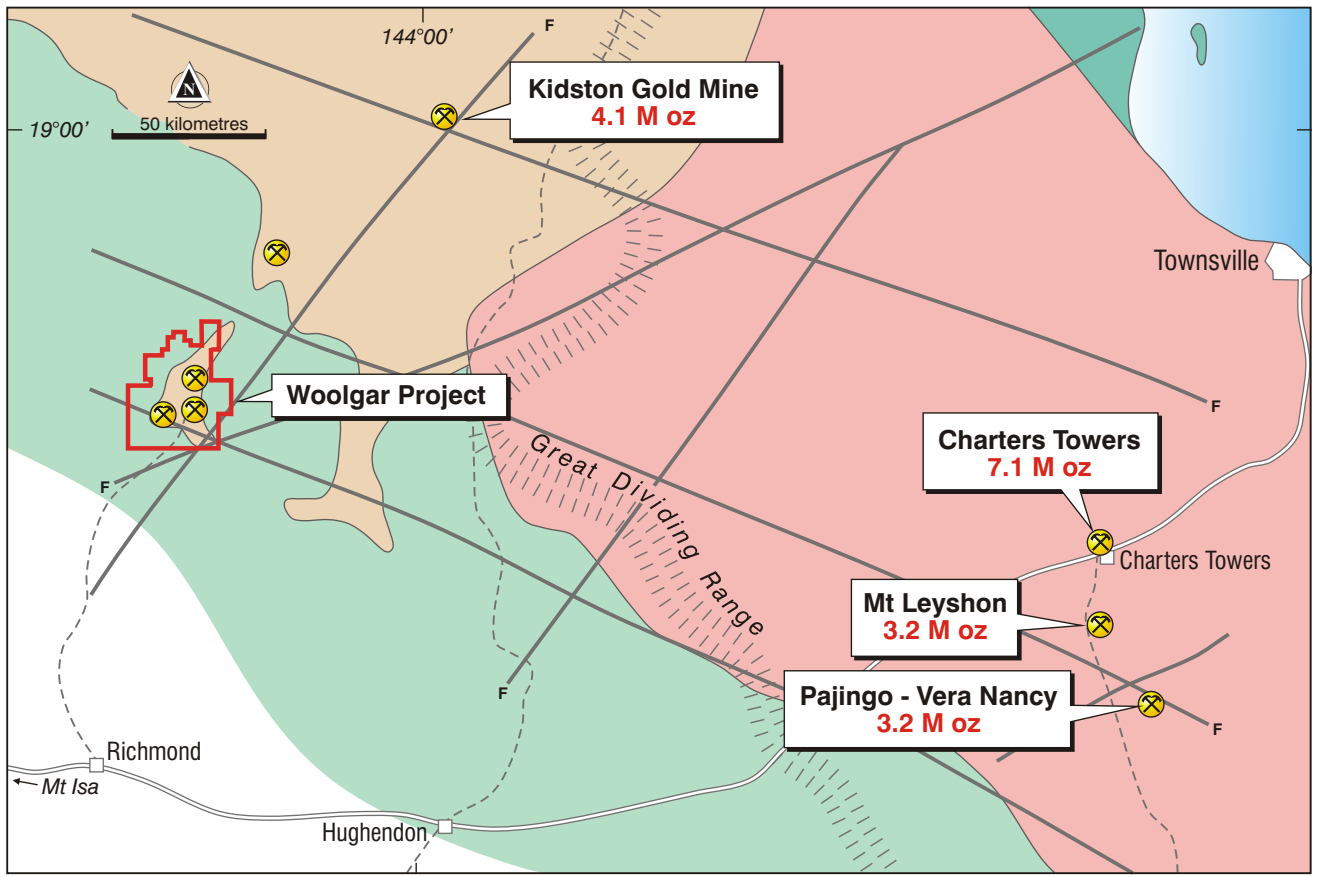 144°00'
F
N
Kidston Gold Mine
4.1 M oz
50 kilometres
19°00'
Townsville
Woolgar Project
F
Charters Towers
7.1 M oz
Great Dividing Range
F
Charters Towers
Mt Leyshon
3.2 M oz
F
Pajingo - Vera Nancy
3.2 M oz
F
Richmond
Mt Isa
Hughendon